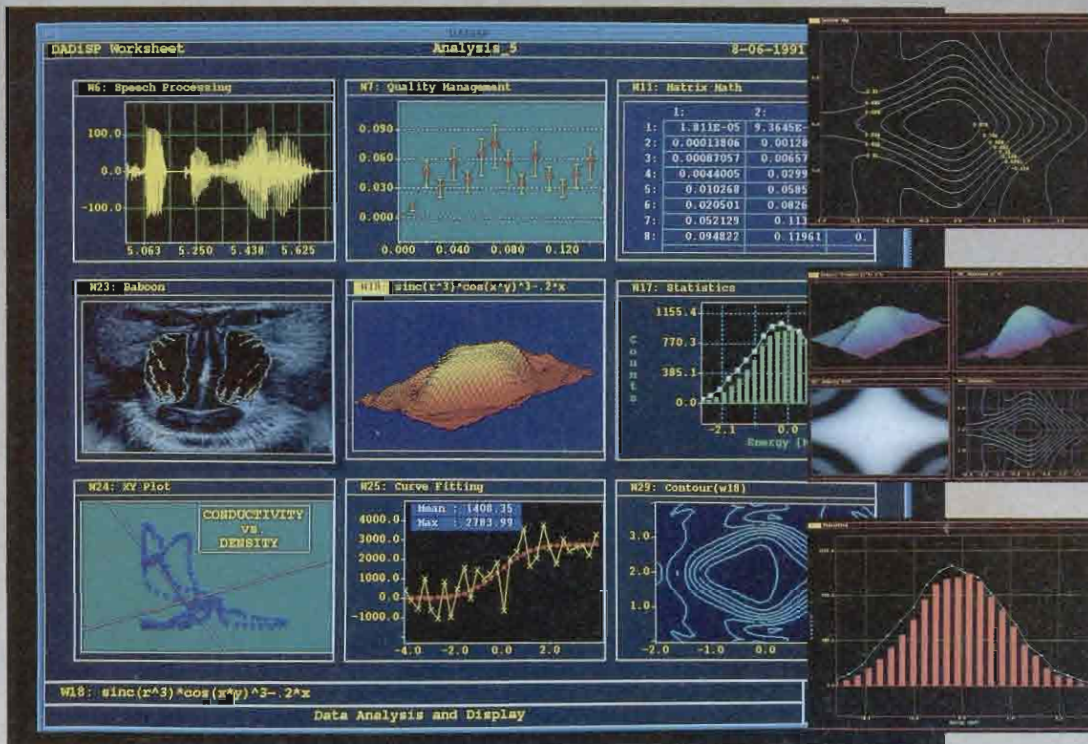 DADiSP Worksheet
Analysis_5
8-06-1991
W6: Speech Processing
100.0
0.0
-100.0
5.063 5.250 5.438 5.625
W7: Quality Management
0.090
0.060
0.030
0.000
0.000 0.040 0.080 0.120
W11: Matrix Math
1: 2:
1: 1.811E-05 9.3645E-
2: 0.00013806 0.00128
3: 0.00087057 0.00657
4: 0.0044005 0.0299
5: 0.010268 0.0585
6: 0.020501 0.0826
7: 0.052129 0.113
8: 0.094822 0.11961 0.
W23: Baboon
W18: sinc(r^3)*cos(x^y)^3-.2*x
W17: Statistics
1155.4
770.3
385.1
0.0
Counts
-2.1 0.0
Energy
W24: XY Plot
CONDUCTIVITY
vs.
DENSITY
W25: Curve Fitting
Mean : 1408.35
Max : 2783.99
4000.0
3000.0
2000.0
1000.0
0.0
-1000.0
-4.0 -2.0 0.0 2.0
W29: Contour(w18)
3.0
2.0
1.0
-2.0 -1.0 0.0
W18: sinc(r^3)*cos(x^y)^3-.2*x
Data Analysis and Display